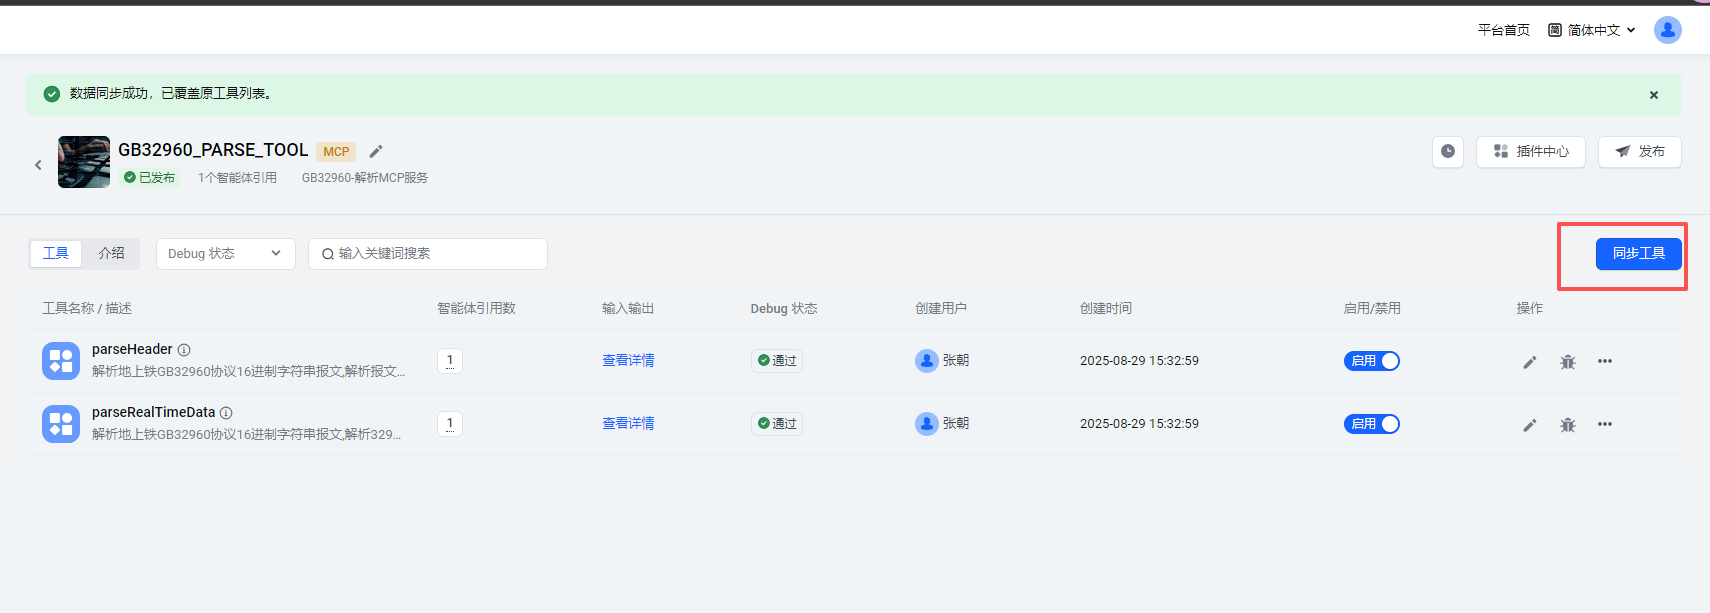 平台首页 简体中文
数据同步成功，已覆盖原工具列表。
GB32960_PARSE_TOOL MCP
已发布 1个智能体引用 GB32960-解析MCP服务
插件中心 发布
工具 介绍 Debug 状态 输入关键词搜索 同步工具
工具名称 / 描述 智能体引用数 输入输出 Debug 状态 创建用户 创建时间 启用/禁用 操作
parseHeader
解析地上铁GB32960协议16进制字符串报文,解析报文...
1 查看详情 通过 张朝 2025-08-29 15:32:59 启用
parseRealTimeData
解析地上铁GB32960协议16进制字符串报文,解析329...
1 查看详情 通过 张朝 2025-08-29 15:32:59 启用